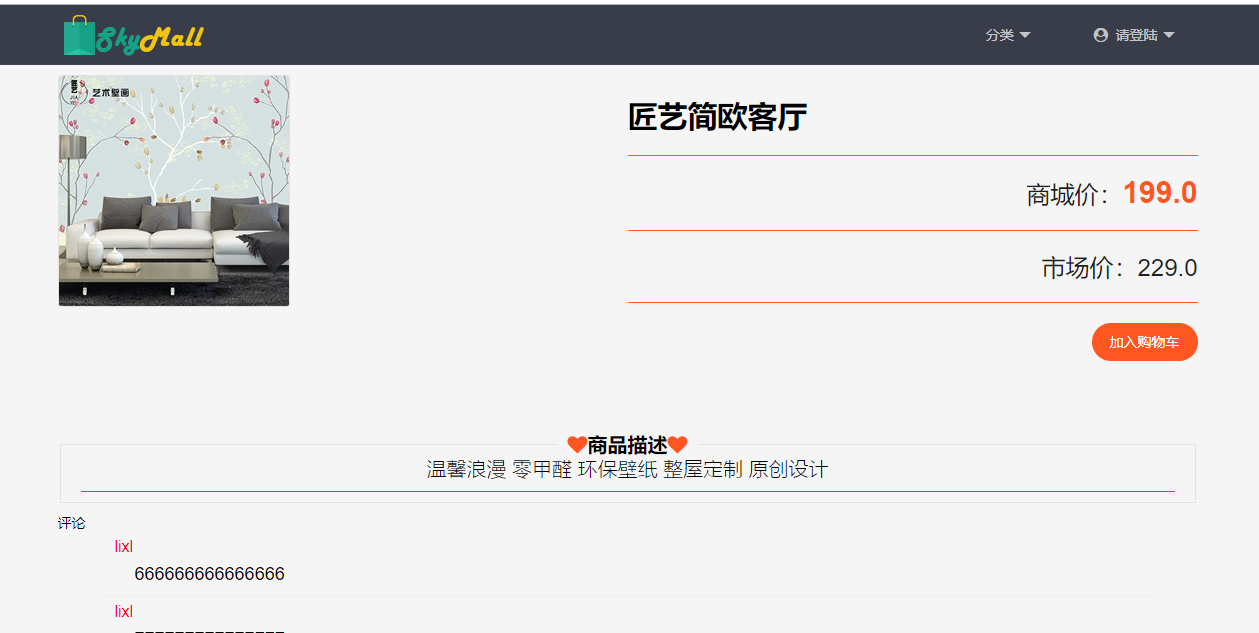 SkyMall
分类
请登陆
艺术壁画
匠艺简欧客厅
商城价：199.0
市场价：229.0
加入购物车
商品描述
温馨浪漫 零甲醛 环保壁纸 整屋定制 原创设计
评论
lixl
666666666666666
lixl